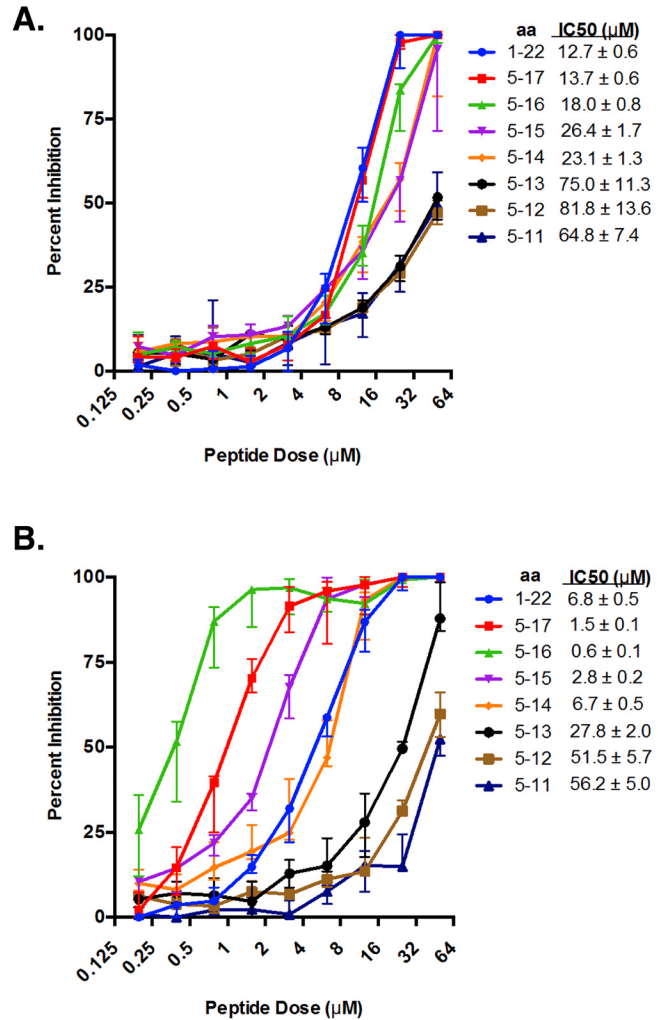 A.
aa IC50 (µM)
1-22 12.7 ± 0.6
5-17 13.7 ± 0.6
5-16 18.0 ± 0.8
5-15 26.4 ± 1.7
5-14 23.1 ± 1.3
5-13 75.0 ± 11.3
5-12 81.8 ± 13.6
5-11 64.8 ± 7.4
Percent Inhibition
100
75
50
25
0
0.125 0.25 0.5 1 2 4 8 16 32 64
Peptide Dose (µM)
B.
aa IC50 (µM)
1-22 6.8 ± 0.5
5-17 1.5 ± 0.1
5-16 0.6 ± 0.1
5-15 2.8 ± 0.2
5-14 6.7 ± 0.5
5-13 27.8 ± 2.0
5-12 51.5 ± 5.7
5-11 56.2 ± 5.0
Percent Inhibition
100
75
50
25
0
0.125 0.25 0.5 1 2 4 8 16 32 64
Peptide Dose (µM)